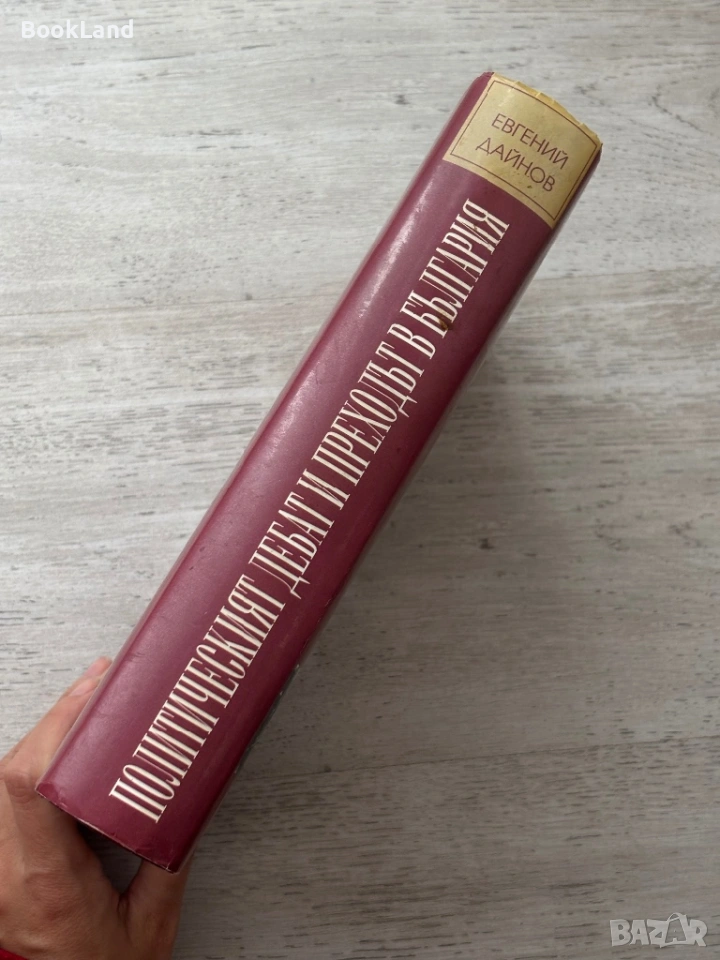 BookLand
ЕВГЕНИЙ
ДАЙНОВ
ПОЛИТИЧЕСКИЯТ ДЕБАТ И ПРЕХОДЪТ В БЪЛГАРИЯ
BAZAR